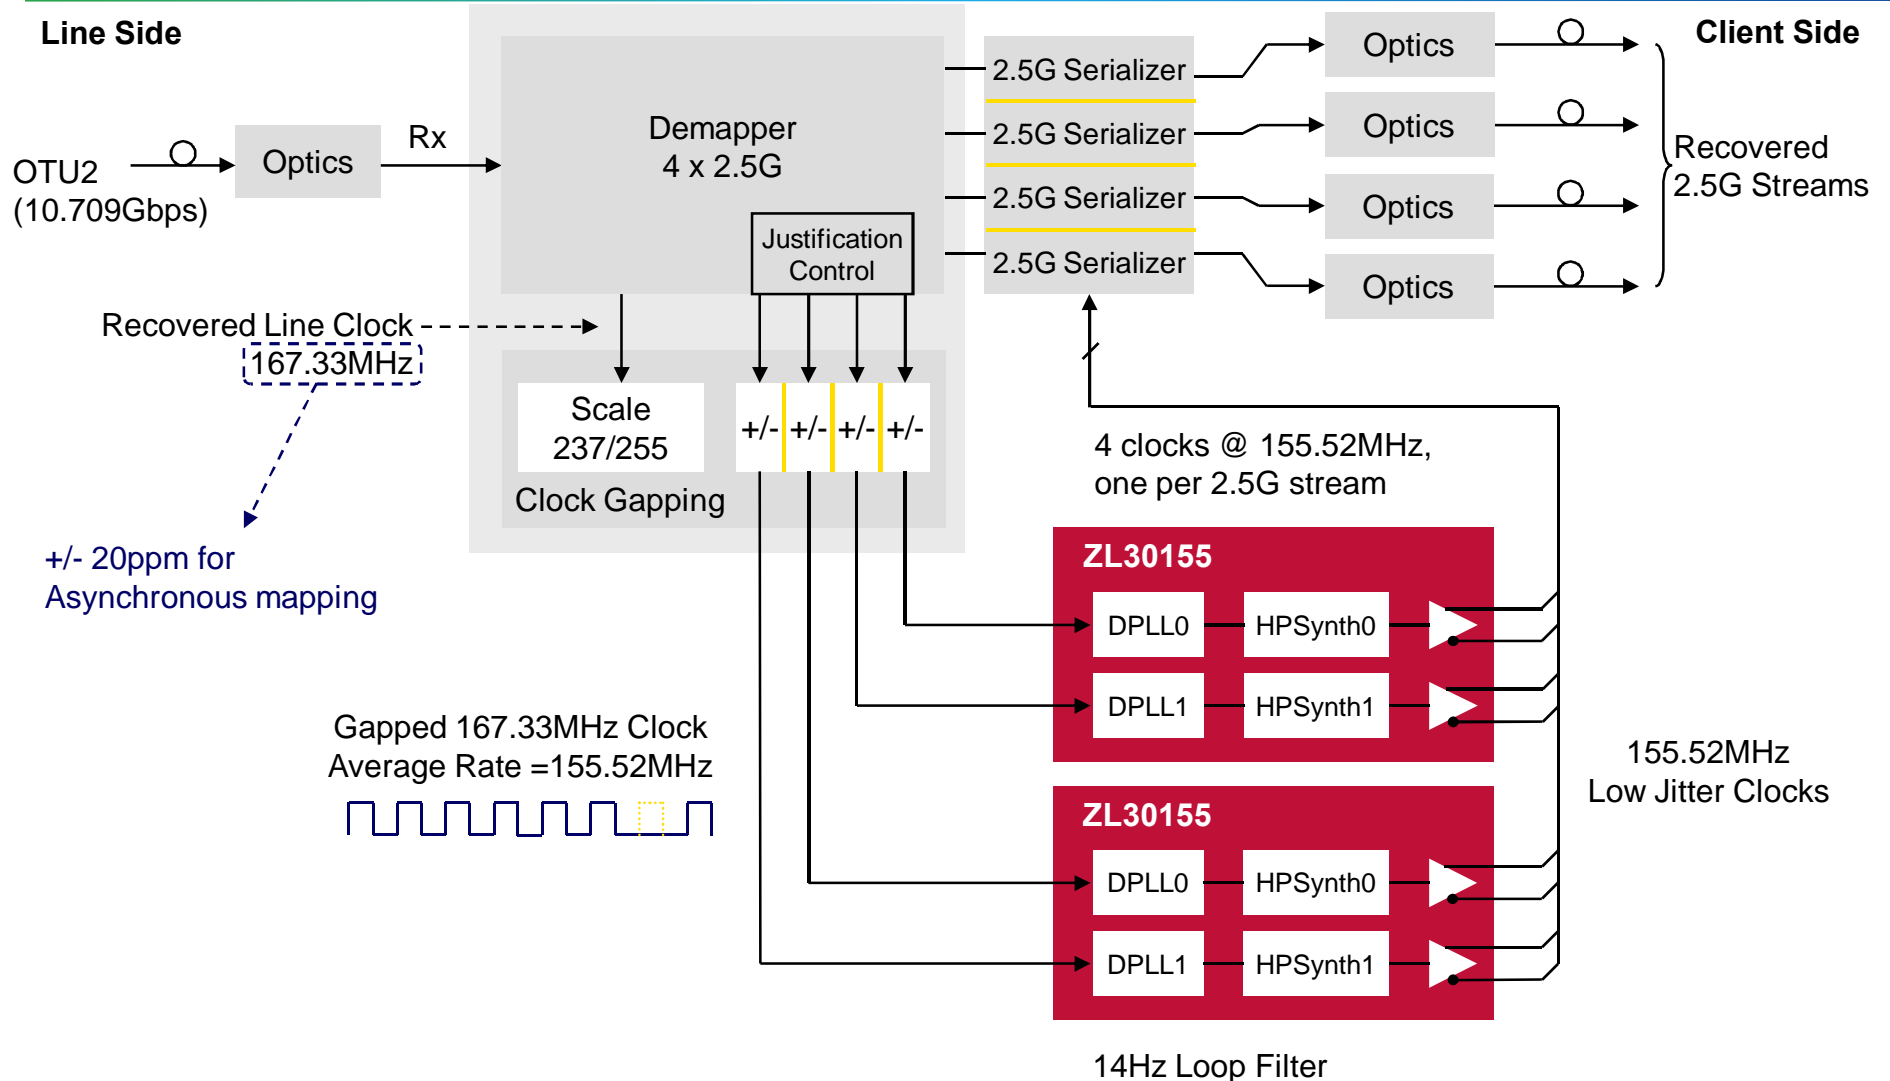 Line Side
Client Side
OTU2
(10.709Gbps)
Optics
Rx
Demapper
4 x 2.5G
Justification
Control
2.5G Serializer
2.5G Serializer
2.5G Serializer
2.5G Serializer
Optics
Optics
Optics
Optics
Recovered
2.5G Streams
Recovered Line Clock
167.33MHz
+/- 20ppm for
Asynchronous mapping
Scale
237/255
+/-
+/-
+/-
+/-
Clock Gapping
4 clocks @ 155.52MHz,
one per 2.5G stream
Gapped 167.33MHz Clock
Average Rate =155.52MHz
ZL30155
DPLL0
HPSynth0
DPLL1
HPSynth1
ZL30155
DPLL0
HPSynth0
DPLL1
HPSynth1
155.52MHz
Low Jitter Clocks
14Hz Loop Filter